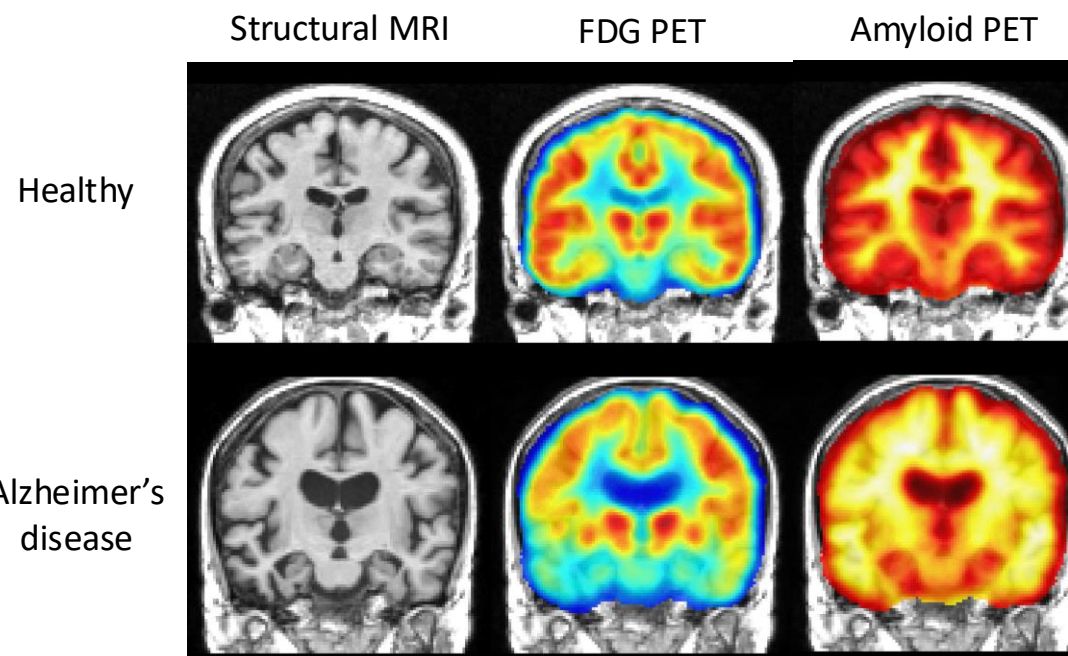 Structural MRI
FDG PET
Amyloid PET
Healthy
Alzheimer's
disease